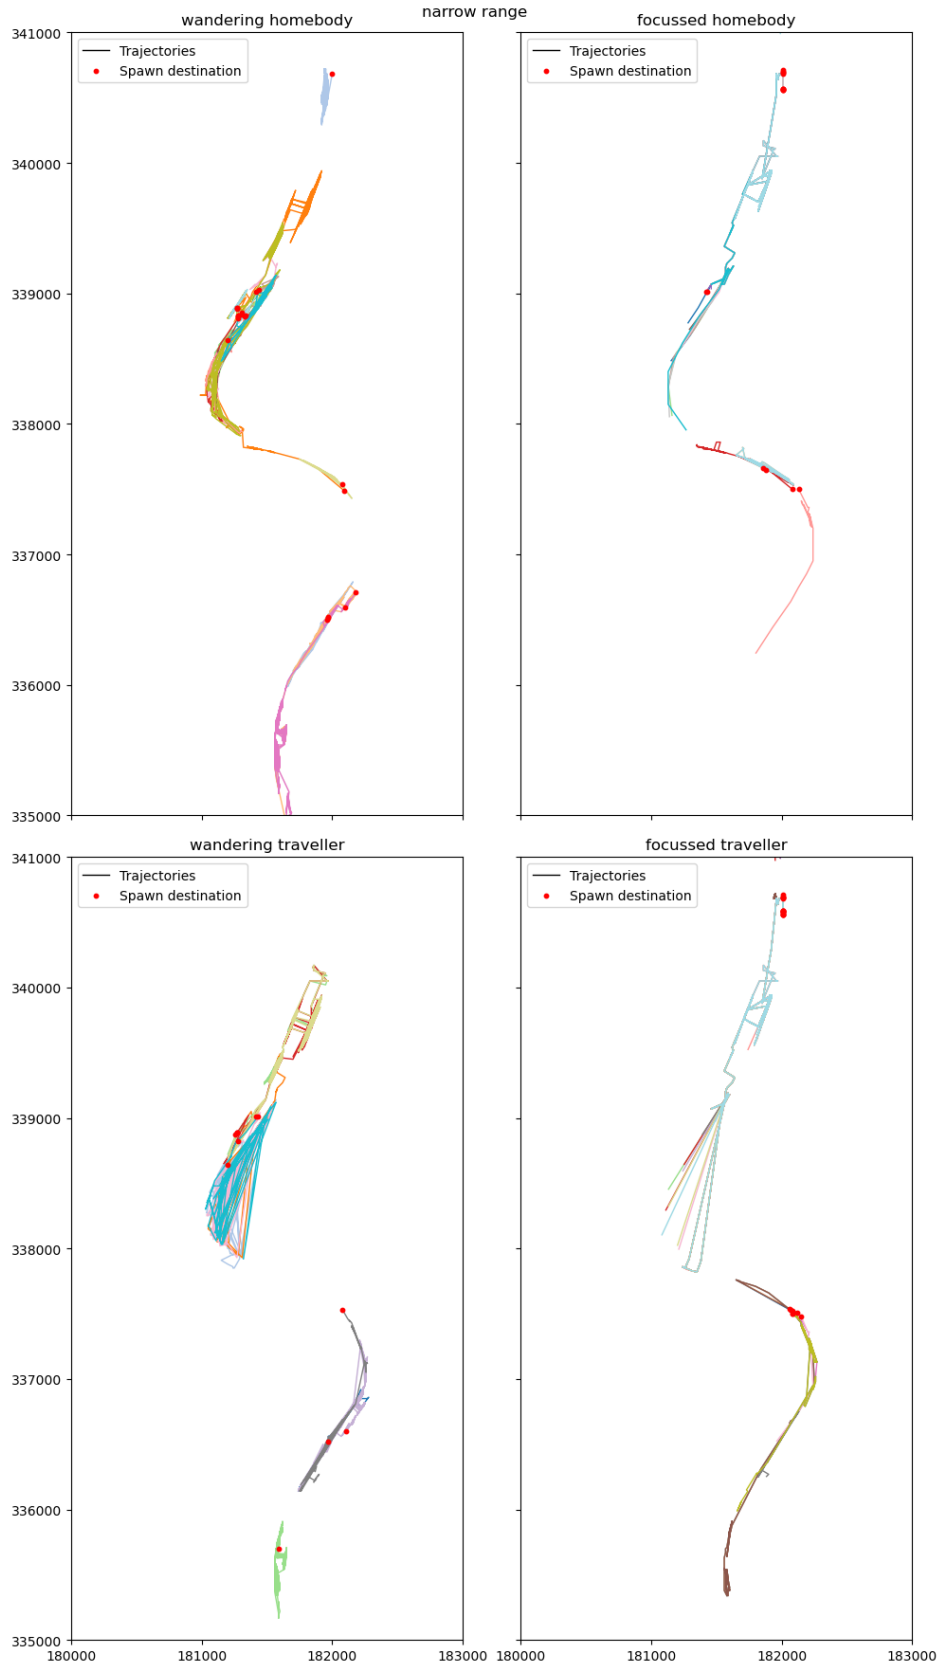 narrow range
wandering homebody
focussed homebody
Trajectories
Spawn destination
Trajectories
Spawn destination
341000
340000
339000
338000
337000
336000
335000
wandering traveller
focussed traveller
Trajectories
Spawn destination
Trajectories
Spawn destination
341000
340000
339000
338000
337000
336000
335000
180000 181000 182000 183000 180000 181000 182000 183000